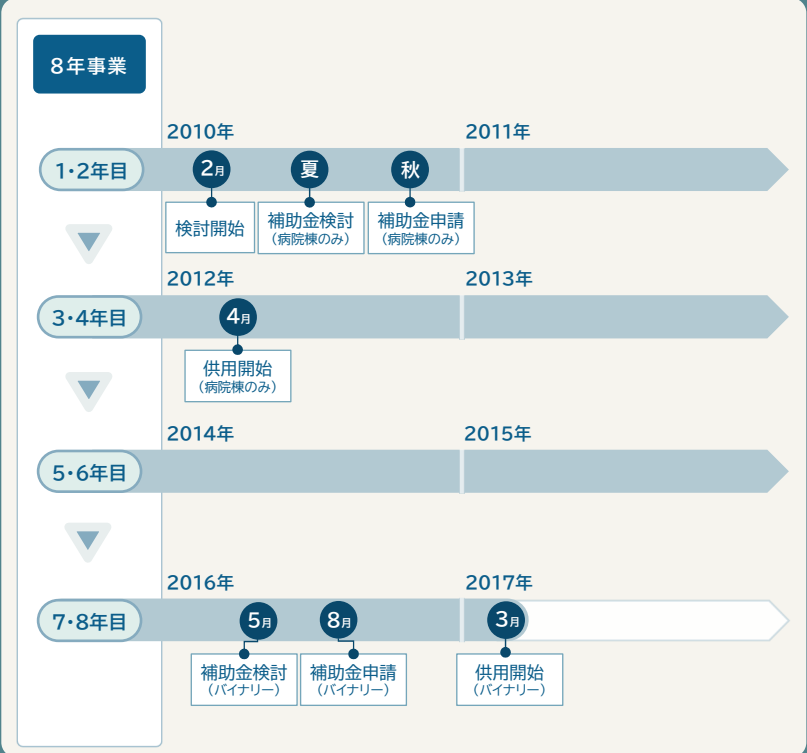 8年事業
2010年
2011年
1・2年目
2月
夏
秋
検討開始
補助金検討
（病院棟のみ）
補助金申請
（病院棟のみ）
2012年
2013年
3・4年目
4月
供用開始
（病院棟のみ）
2014年
2015年
5・6年目
2016年
2017年
7・8年目
5月
8月
3月
補助金検討
（バイナリー）
補助金申請
（バイナリー）
供用開始
（バイナリー）